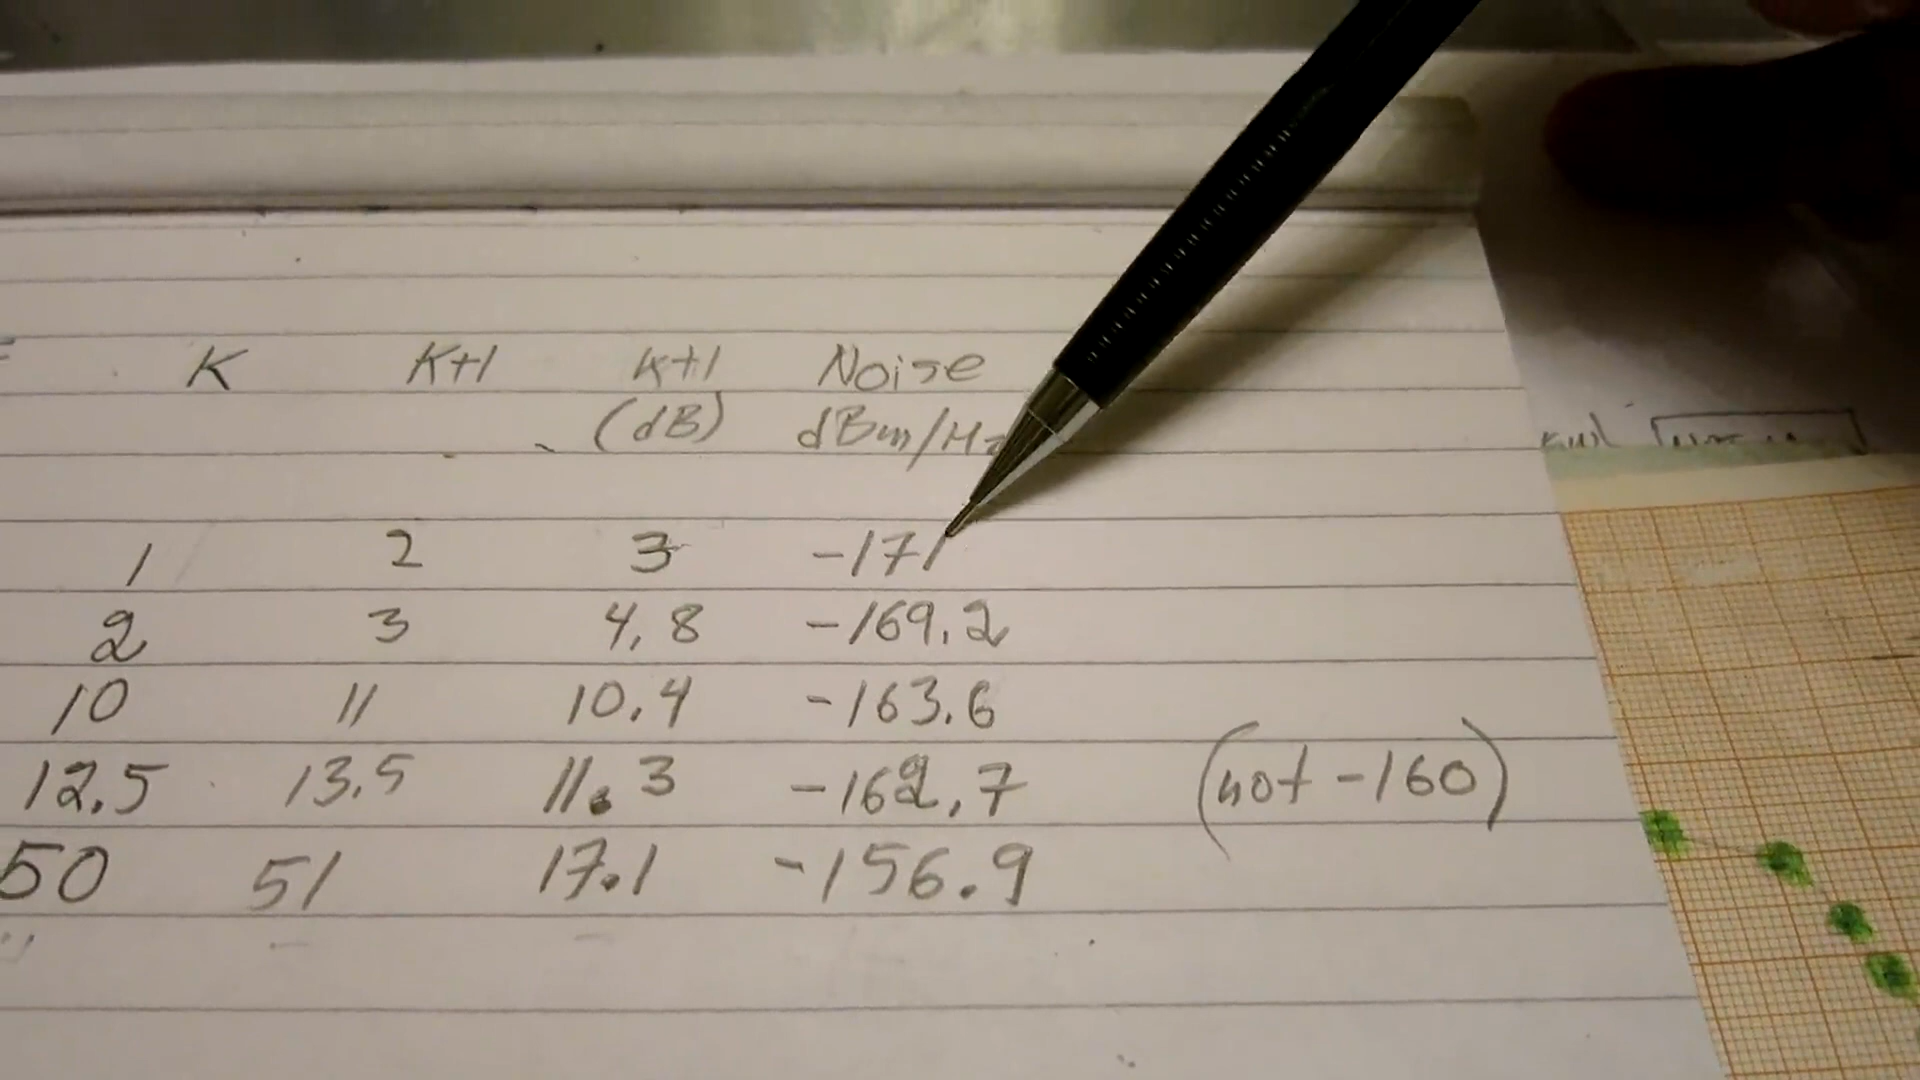 K K+1 K+1 Noise
(dB) dBm/Hz
1 2 3 -171
2 3 4,8 -169.2
10 11 10.4 -163.6
12.5 13.5 11.3 -162,7 (not -160)
50 51 17.1 -156.9